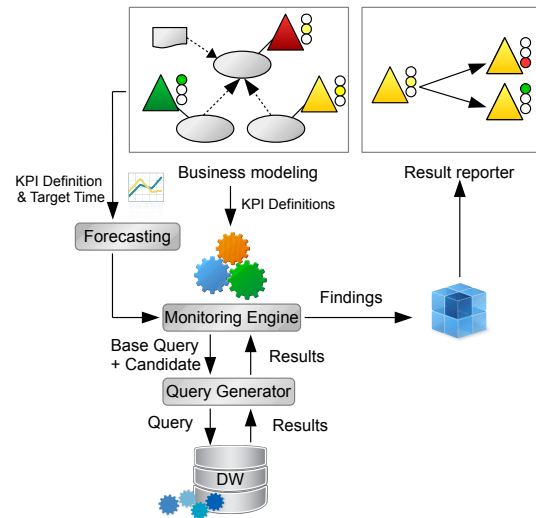 Business modeling
Result reporter
KPI Definition
& Target Time
KPI Definitions
Forecasting
Monitoring Engine
Findings
Base Query
+ Candidate
Results
Query Generator
Query
Results
DW